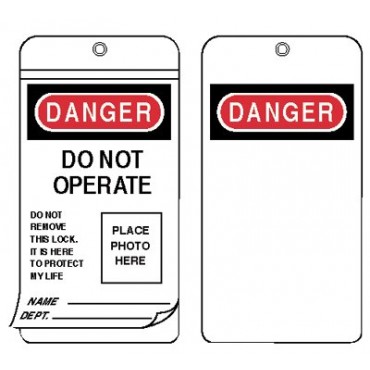 DANGER
DO NOT
OPERATE
DO NOT
REMOVE
THIS LOCK.
IT IS HERE
TO PROTECT
MY LIFE
PLACE
PHOTO
HERE
NAME
DEPT.
DANGER